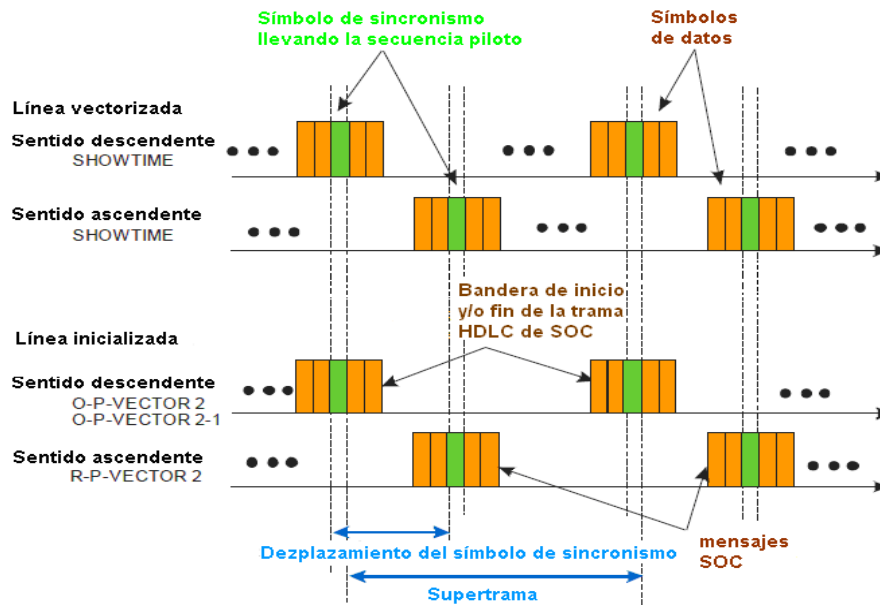 Símbolo de sincronismo
llevando la secuencia piloto
Símbolos
de datos
Línea vectorizada
Sentido descendente
SHOWTIME
Sentido ascendente
SHOWTIME
Bandera de inicio
y/o fin de la trama
HDLC de SOC
Línea inicializada
Sentido descendente
O-P-VECTOR 2
O-P-VECTOR 2-1
Sentido ascendente
R-P-VECTOR 2
Dezplazamiento del símbolo de sincronismo
mensajes
SOC
Supertrama